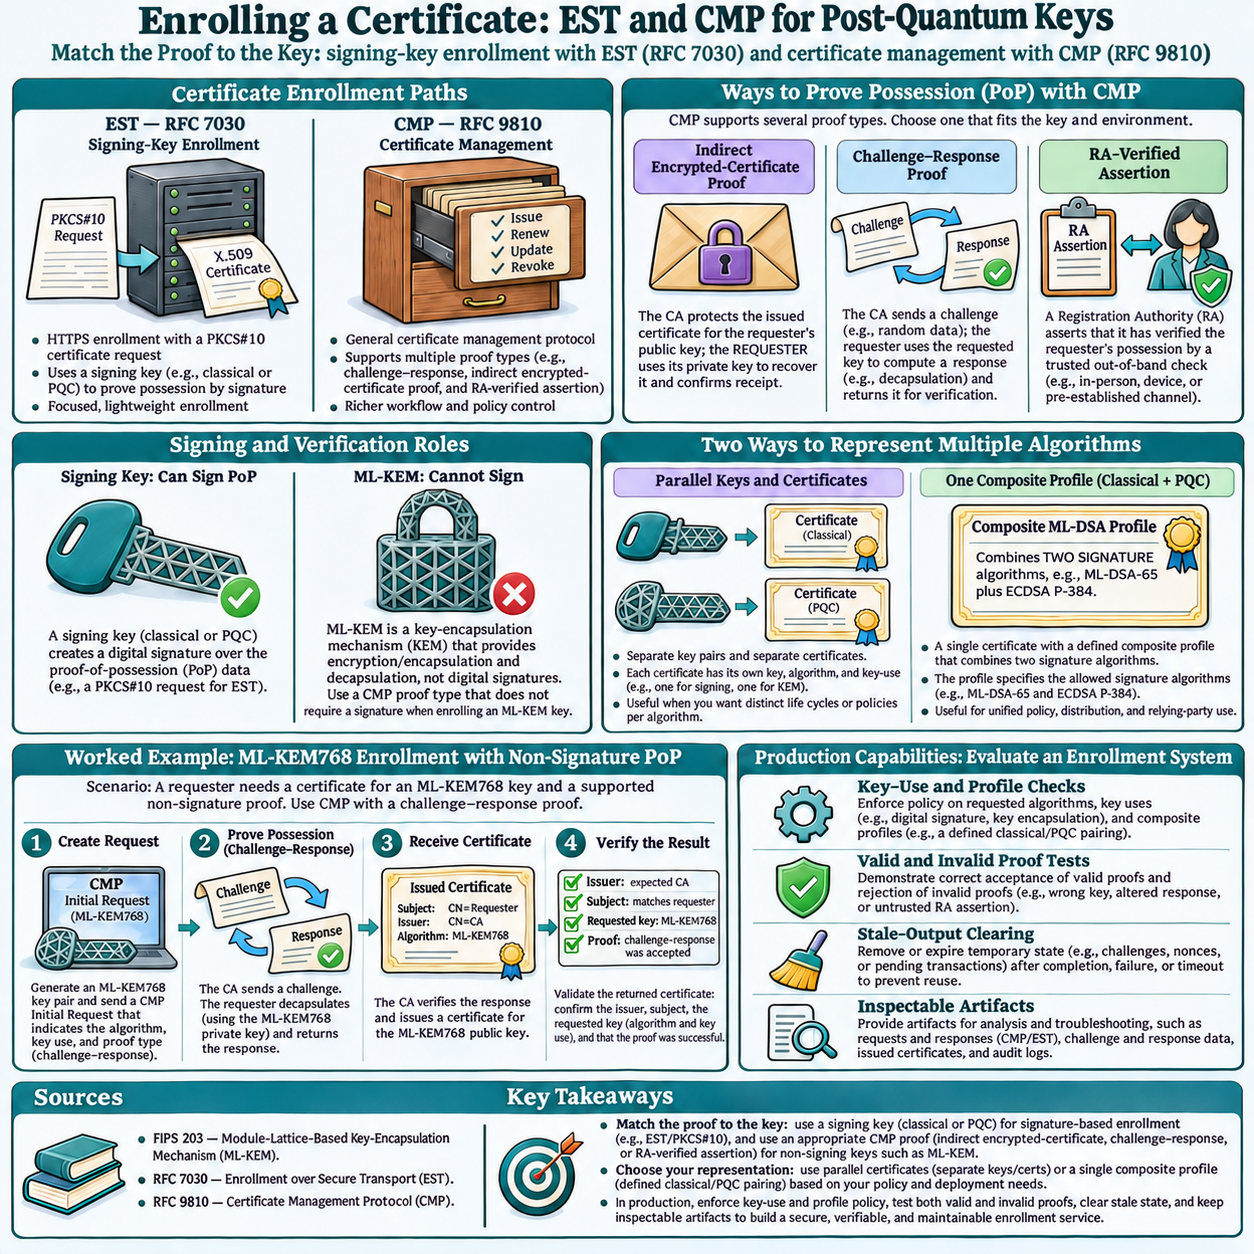 Enrolling a Certificate: EST and CMP for Post-Quantum Keys
Match the Proof to the Key: signing-key enrollment with EST (RFC 7030) and certificate management with CMP (RFC 9810)
Certificate Enrollment Paths
EST — RFC 7030
Signing-Key Enrollment
PKCS#10
Request
X.509
Certificate
• HTTPS enrollment with a PKCS#10
certificate request
• Uses a signing key (e.g., classical or
PQC) to prove possession by signature
• Focused, lightweight enrollment
CMP — RFC 9810
Certificate Management
Issue
Renew
Update
Revoke
• General certificate management protocol
• Supports multiple proof types (e.g.,
challenge-response, indirect encrypted-
certificate proof, and RA-verified assertion)
• Richer workflow and policy control
Ways to Prove Possession (PoP) with CMP
CMP supports several proof types. Choose one that fits the key and environment.
Indirect
Encrypted-Certificate
Proof
The CA protects the issued
certificate for the requester's
public key; the REQUESTER
uses its private key to recover
it and confirms receipt.
Challenge-Response
Proof
Challenge
Response
The CA sends a challenge
(e.g., random data); the
requester uses the requested
key to compute a response
(e.g., decapsulation) and
returns it for verification.
RA-Verified
Assertion
RA
Assertion
A Registration Authority (RA)
asserts that it has verified the
requester's possession by a
trusted out-of-band check
(e.g., in-person, device, or
pre-established channel).
Signing and Verification Roles
Signing Key: Can Sign PoP
A signing key (classical or PQC)
creates a digital signature over the
proof-of-possession (PoP) data
(e.g., a PKCS#10 request for EST).
ML-KEM: Cannot Sign
ML-KEM is a key-encapsulation
mechanism (KEM) that provides
encryption/encapsulation and
decapsulation, not digital signatures.
Use a CMP proof type that does not
require a signature when enrolling an ML-KEM key.
Two Ways to Represent Multiple Algorithms
Parallel Keys and Certificates
Certificate
(Classical)
Certificate
(PQC)
• Separate key pairs and separate certificates.
• Each certificate has its own key, algorithm, and key-use
(e.g., one for signing, one for KEM).
• Useful when you want distinct life cycles or policies
per algorithm.
One Composite Profile (Classical + PQC)
Composite ML-DSA Profile
Combines TWO SIGNATURE
algorithms, e.g., ML-DSA-65
plus ECDSA P-384.
• A single certificate with a defined composite profile
that combines two signature algorithms.
• The profile specifies the allowed signature algorithms
(e.g., ML-DSA-65 and ECDSA P-384).
• Useful for unified policy, distribution, and relying-party use.
Worked Example: ML-KEM768 Enrollment with Non-Signature PoP
Scenario: A requester needs a certificate for an ML-KEM768 key and a supported
non-signature proof. Use CMP with a challenge-response proof.
1 Create Request
CMP
Initial Request
(ML-KEM768)
Generate an ML-KEM768
key pair and send a CMP
Initial Request that
indicates the algorithm,
key use, and proof type
(challenge-response).
2 Prove Possession
(Challenge-Response)
Challenge
Response
The CA sends a challenge.
The requester decapsulates
(using the ML-KEM768
private key) and returns
the response.
3 Receive Certificate
Issued Certificate
Subject: CN=Requester
Issuer: CN=CA
Algorithm: ML-KEM768
The CA verifies the response
and issues a certificate for
the ML-KEM768 public key.
4 Verify the Result
Issuer: expected CA
Subject: matches requester
Requested key: ML-KEM768
Proof: challenge-response
was accepted
Validate the returned certificate:
confirm the issuer, subject, the
requested key (algorithm and key
use), and that the proof was successful.
Production Capabilities: Evaluate an Enrollment System
Key-Use and Profile Checks
Enforce policy on requested algorithms, key uses
(e.g., digital signature, key encapsulation), and composite
profiles (e.g., a defined classical/PQC pairing).
Valid and Invalid Proof Tests
Demonstrate correct acceptance of valid proofs and
rejection of invalid proofs (e.g., wrong key, altered response,
or untrusted RA assertion).
Stale-Output Clearing
Remove or expire temporary state (e.g., challenges, nonces,
or pending transactions) after completion, failure, or timeout
to prevent reuse.
Inspectable Artifacts
Provide artifacts for analysis and troubleshooting, such as
requests and responses (CMP/EST), challenge and response data,
issued certificates, and audit logs.
Sources
• FIPS 203 — Module-Lattice-Based Key-Encapsulation
Mechanism (ML-KEM).
• RFC 7030 — Enrollment over Secure Transport (EST).
• RFC 9810 — Certificate Management Protocol (CMP).
Key Takeaways
• Match the proof to the key: use a signing key (classical or PQC) for signature-based enrollment
(e.g., EST/PKCS#10), and use an appropriate CMP proof (indirect encrypted-certificate, challenge-response,
or RA-verified assertion) for non-signing keys such as ML-KEM.
• Choose your representation: use parallel certificates (separate keys/certs) or a single composite profile
(defined classical/PQC pairing) based on your policy and deployment needs.
• In production, enforce key-use and profile policy, test both valid and invalid proofs, clear stale state, and keep
inspectable artifacts to build a secure, verifiable, and maintainable enrollment service.